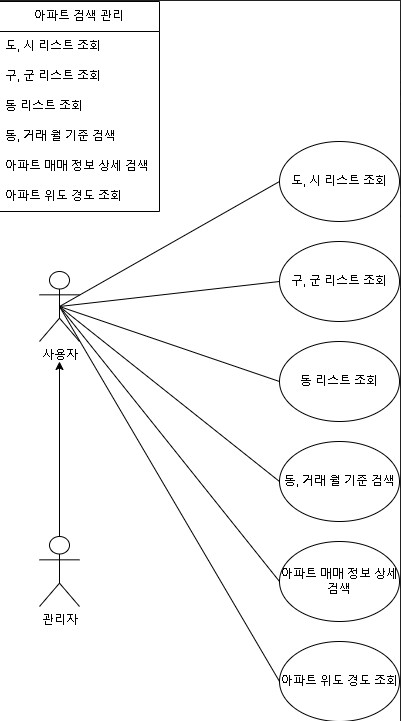 아파트 검색 관리
도, 시 리스트 조회
구, 군 리스트 조회
동 리스트 조회
동, 거래 월 기준 검색
아파트 매매 정보 상세 검색
아파트 위도 경도 조회
도, 시 리스트 조회
구, 군 리스트 조회
사용자
동 리스트 조회
동, 거래 월 기준 검색
아파트 매매 정보 상세
검색
관리자
아파트 위도 경도 조회